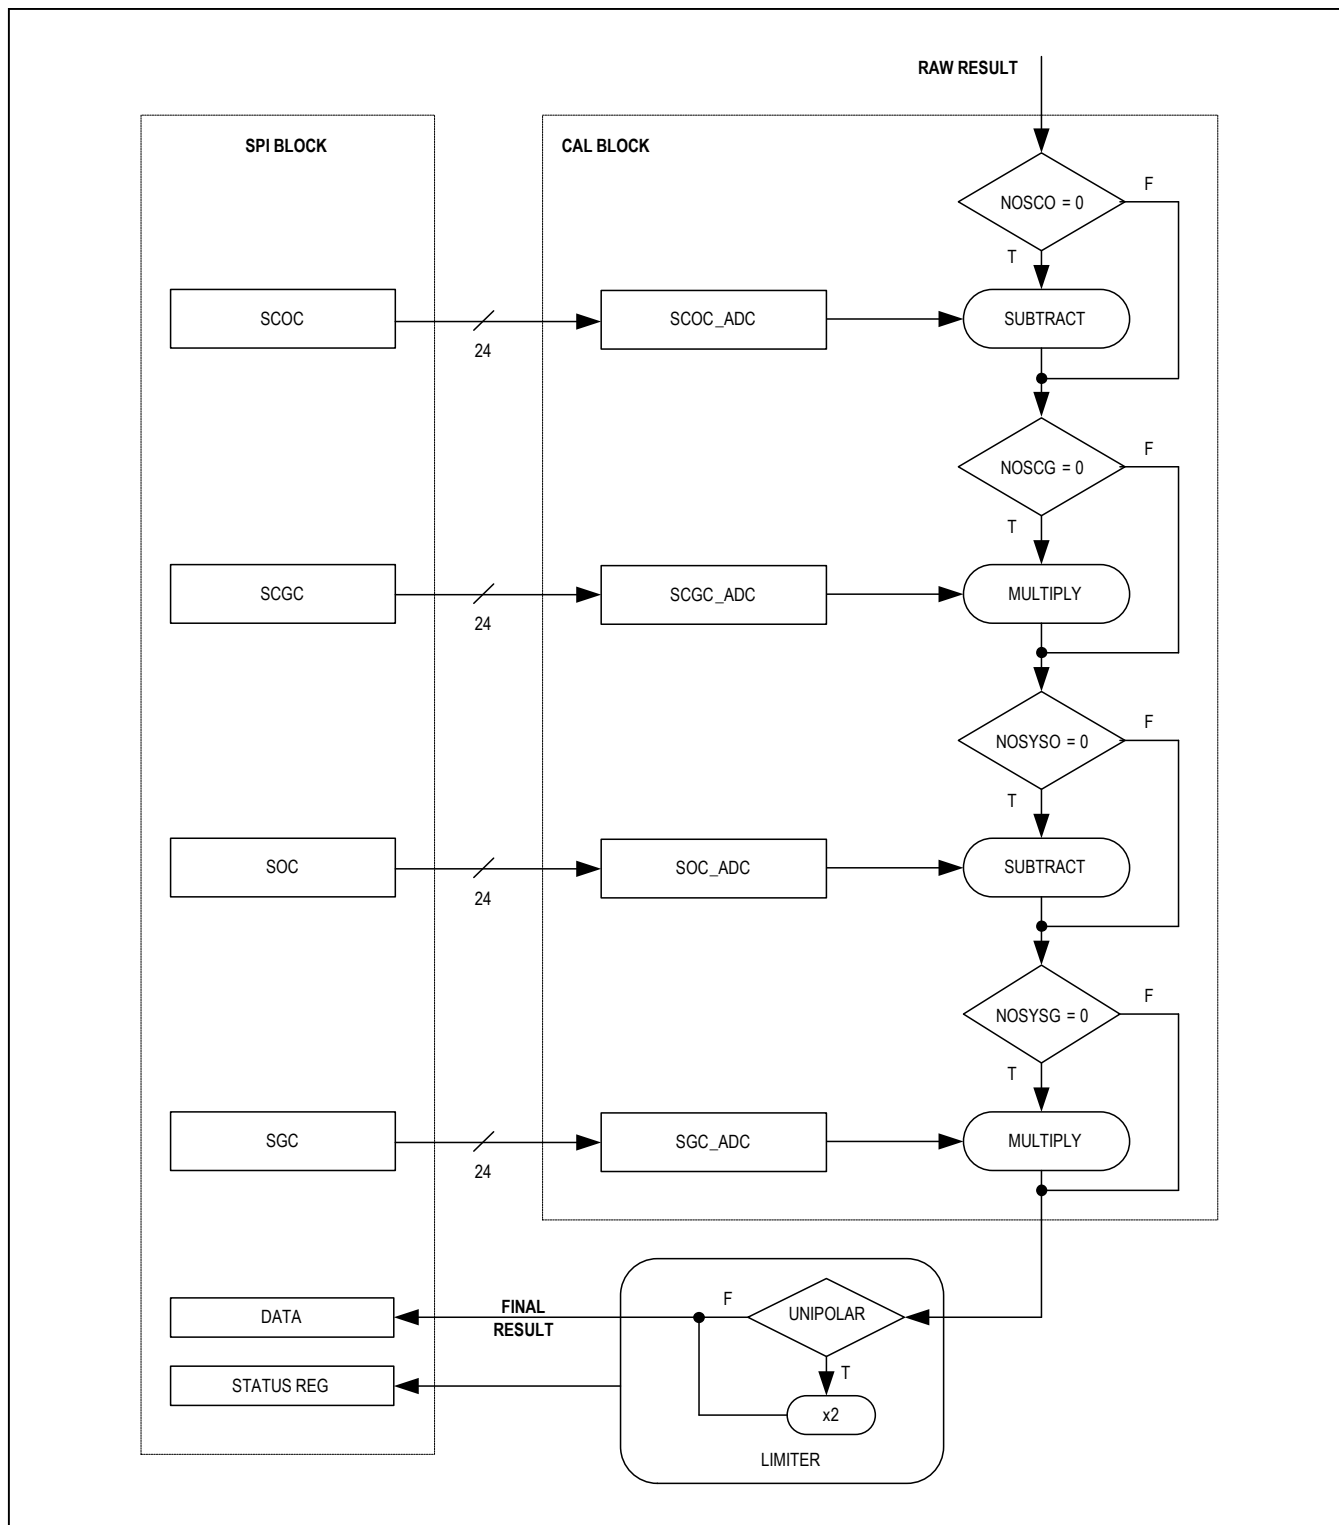 RAW RESULT
SPI BLOCK
CAL BLOCK
NOSCO = 0
F
T
SCOC
24
SCOC_ADC
SUBTRACT
NOSCG = 0
F
T
SCGC
24
SCGC_ADC
MULTIPLY
NOSYSO = 0
F
T
SOC
24
SOC_ADC
SUBTRACT
NOSYSG = 0
F
T
SGC
24
SGC_ADC
MULTIPLY
DATA
FINAL
RESULT
F
UNIPOLAR
T
STATUS REG
x2
LIMITER